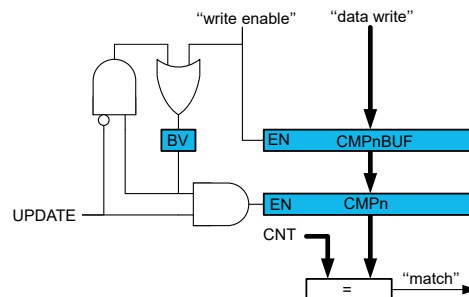 “write enable”
“data write”
BV
EN
CMPnBUF
EN
CMPn
UPDATE
CNT
=
“match”